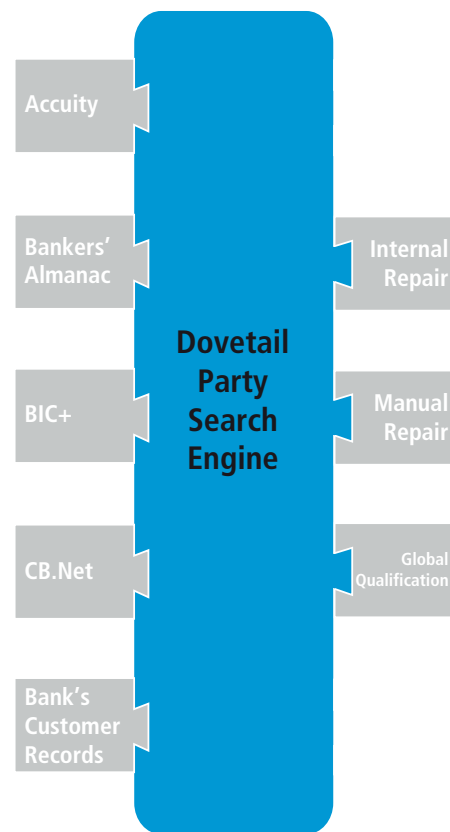 Accuity
Bankers’
Almanac
BIC+
CB.Net
Bank’s
Customer
Records
Dovetail
Party
Search
Engine
Internal
Repair
Manual
Repair
Global
Qualification